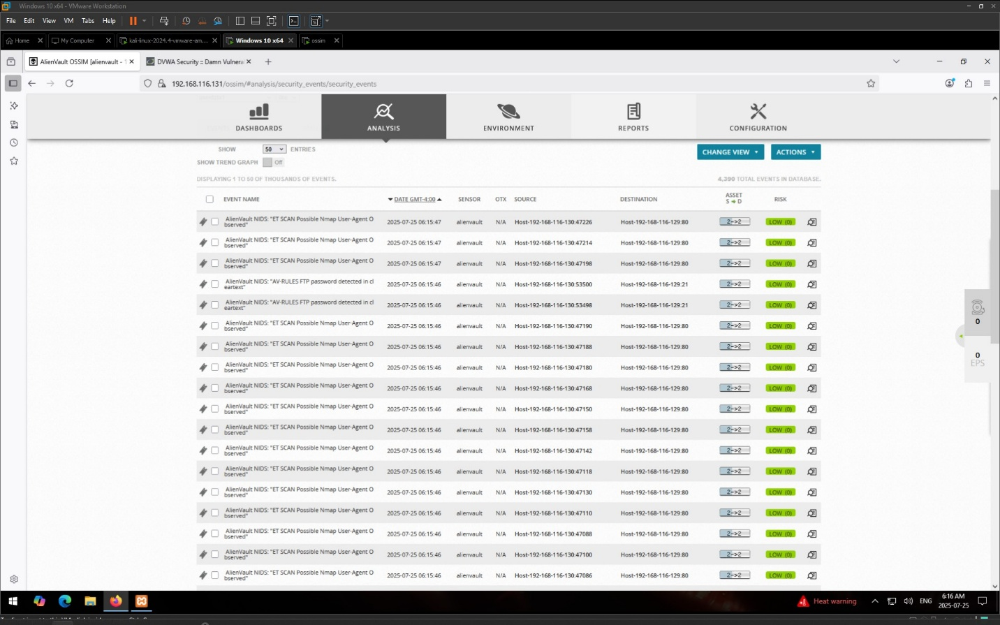 Windows 10 x64 - VMware Workstation
File Edit View VM Tabs Help
Home My Computer kali-linux-2024.4-vmware-am... Windows 10 x64 ossim
AlienVault OSSIM [alienvault - 1 DVWA Security :: Damn Vulnera
192.168.116.131/ossim/#analysis/security_events/security_events
DASHBOARDS ANALYSIS ENVIRONMENT REPORTS CONFIGURATION
SHOW 50 ENTRIES CHANGE VIEW ACTIONS
SHOW TREND GRAPH Off
DISPLAYING 1 TO 50 OF THOUSANDS OF EVENTS. 4,390 TOTAL EVENTS IN DATABASE.
EVENT NAME DATE GMT-4:00 SENSOR OTX SOURCE DESTINATION ASSET S D RISK
AlienVault NIDS: "ET SCAN Possible Nmap User-Agent O
bserved" 2025-07-25 06:15:47 alienvault N/A Host-192-168-116-130:47226 Host-192-168-116-129:80 2->2 LOW (0)
AlienVault NIDS: "ET SCAN Possible Nmap User-Agent O
bserved" 2025-07-25 06:15:47 alienvault N/A Host-192-168-116-130:47214 Host-192-168-116-129:80 2->2 LOW (0)
AlienVault NIDS: "ET SCAN Possible Nmap User-Agent O
bserved" 2025-07-25 06:15:47 alienvault N/A Host-192-168-116-130:47198 Host-192-168-116-129:80 2->2 LOW (0)
AlienVault NIDS: "AV-RULES FTP password detected in cl
eartext" 2025-07-25 06:15:46 alienvault N/A Host-192-168-116-130:53500 Host-192-168-116-129:21 2->2 LOW (0)
AlienVault NIDS: "AV-RULES FTP password detected in cl
eartext" 2025-07-25 06:15:46 alienvault N/A Host-192-168-116-130:53498 Host-192-168-116-129:21 2->2 LOW (0)
AlienVault NIDS: "ET SCAN Possible Nmap User-Agent O
bserved" 2025-07-25 06:15:46 alienvault N/A Host-192-168-116-130:47190 Host-192-168-116-129:80 2->2 LOW (0)
AlienVault NIDS: "ET SCAN Possible Nmap User-Agent O
bserved" 2025-07-25 06:15:46 alienvault N/A Host-192-168-116-130:47188 Host-192-168-116-129:80 2->2 LOW (0)
AlienVault NIDS: "ET SCAN Possible Nmap User-Agent O
bserved" 2025-07-25 06:15:46 alienvault N/A Host-192-168-116-130:47180 Host-192-168-116-129:80 2->2 LOW (0)
AlienVault NIDS: "ET SCAN Possible Nmap User-Agent O
bserved" 2025-07-25 06:15:46 alienvault N/A Host-192-168-116-130:47168 Host-192-168-116-129:80 2->2 LOW (0)
AlienVault NIDS: "ET SCAN Possible Nmap User-Agent O
bserved" 2025-07-25 06:15:46 alienvault N/A Host-192-168-116-130:47150 Host-192-168-116-129:80 2->2 LOW (0)
AlienVault NIDS: "ET SCAN Possible Nmap User-Agent O
bserved" 2025-07-25 06:15:46 alienvault N/A Host-192-168-116-130:47158 Host-192-168-116-129:80 2->2 LOW (0)
AlienVault NIDS: "ET SCAN Possible Nmap User-Agent O
bserved" 2025-07-25 06:15:46 alienvault N/A Host-192-168-116-130:47142 Host-192-168-116-129:80 2->2 LOW (0)
AlienVault NIDS: "ET SCAN Possible Nmap User-Agent O
bserved" 2025-07-25 06:15:46 alienvault N/A Host-192-168-116-130:47118 Host-192-168-116-129:80 2->2 LOW (0)
AlienVault NIDS: "ET SCAN Possible Nmap User-Agent O
bserved" 2025-07-25 06:15:46 alienvault N/A Host-192-168-116-130:47130 Host-192-168-116-129:80 2->2 LOW (0)
AlienVault NIDS: "ET SCAN Possible Nmap User-Agent O
bserved" 2025-07-25 06:15:46 alienvault N/A Host-192-168-116-130:47110 Host-192-168-116-129:80 2->2 LOW (0)
AlienVault NIDS: "ET SCAN Possible Nmap User-Agent O
bserved" 2025-07-25 06:15:46 alienvault N/A Host-192-168-116-130:47088 Host-192-168-116-129:80 2->2 LOW (0)
AlienVault NIDS: "ET SCAN Possible Nmap User-Agent O
bserved" 2025-07-25 06:15:46 alienvault N/A Host-192-168-116-130:47100 Host-192-168-116-129:80 2->2 LOW (0)
AlienVault NIDS: "ET SCAN Possible Nmap User-Agent O
bserved" 2025-07-25 06:15:46 alienvault N/A Host-192-168-116-130:47086 Host-192-168-116-129:80 2->2 LOW (0)
0
0
EPS
Heat warning ENG 6:16 AM
2025-07-25